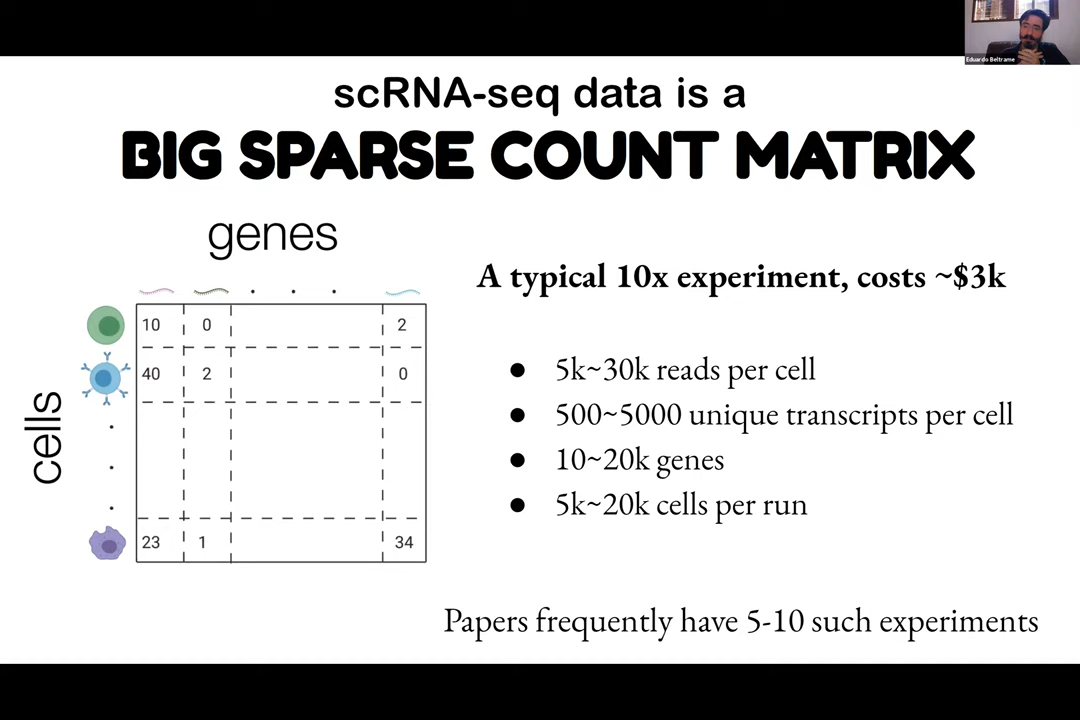 Eduardo Beltrame
scRNA-seq data is a
BIG SPARSE COUNT MATRIX
genes
cells
10 0 2
40 2 0
23 1 34
A typical 10x experiment, costs ~$3k
● 5k~30k reads per cell
● 500~5000 unique transcripts per cell
● 10~20k genes
● 5k~20k cells per run
Papers frequently have 5-10 such experiments